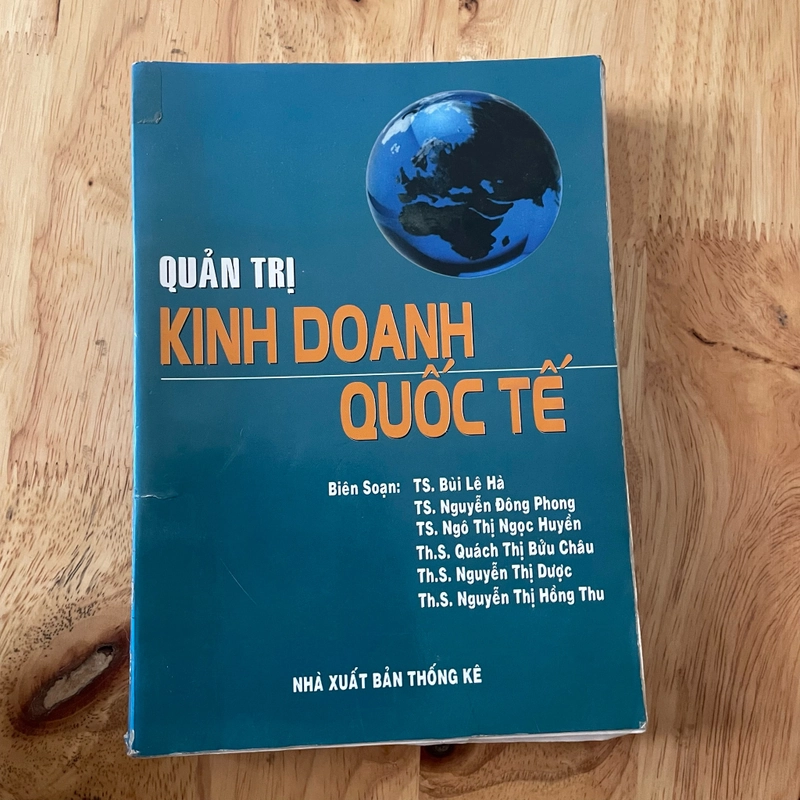 QUẢN TRỊ
KINH DOANH
QUỐC TẾ
Biên Soạn: TS. Bùi Lê Hà
TS. Nguyễn Đông Phong
TS. Ngô Thị Ngọc Huyền
Th.S. Quách Thị Bửu Châu
Th.S. Nguyễn Thị Dược
Th.S. Nguyễn Thị Hồng Thu
NHÀ XUẤT BẢN THỐNG KÊ